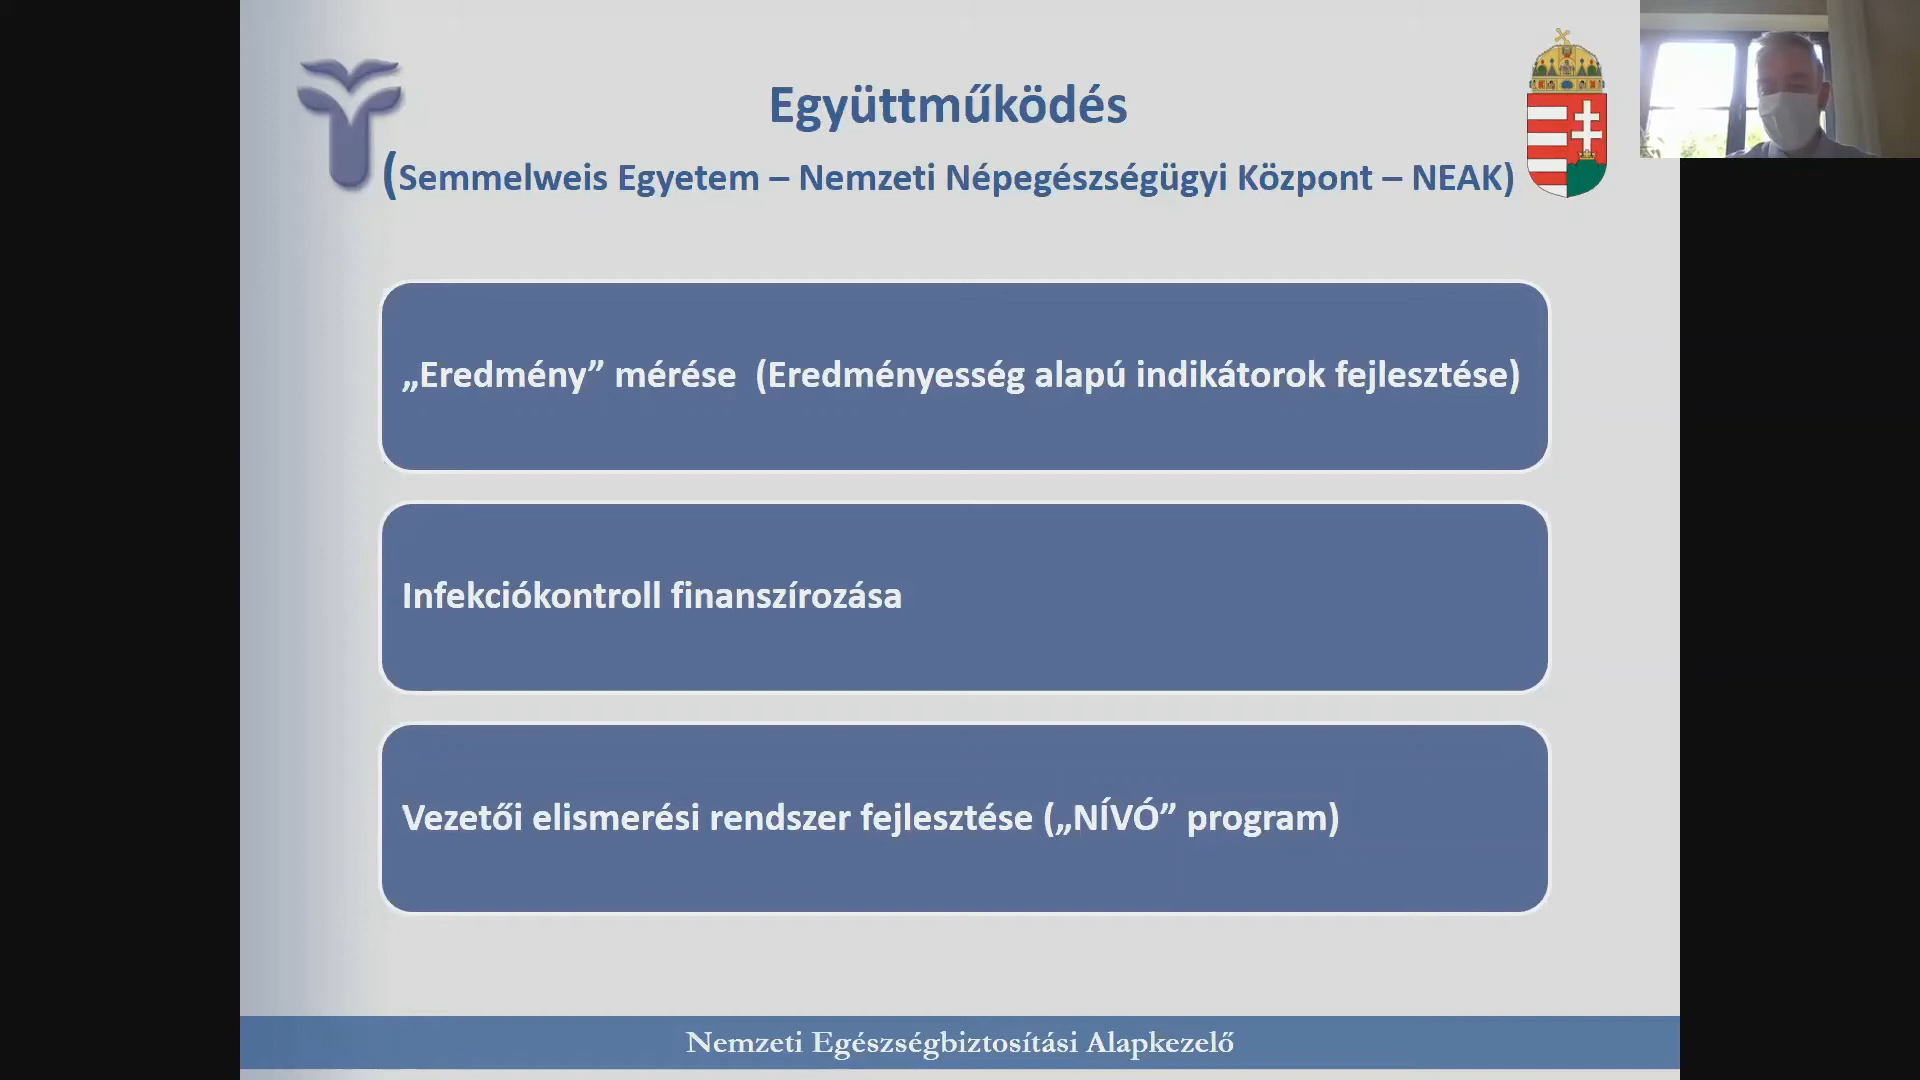 Együttműködés
(Semmelweis Egyetem – Nemzeti Népegészségügyi Központ – NEAK)
„Eredmény” mérése  (Eredményesség alapú indikátorok fejlesztése)
Infekciókontroll finanszírozása
Vezetői elismerési rendszer fejlesztése („NÍVÓ” program)
Nemzeti Egészségbiztosítási Alapkezelő